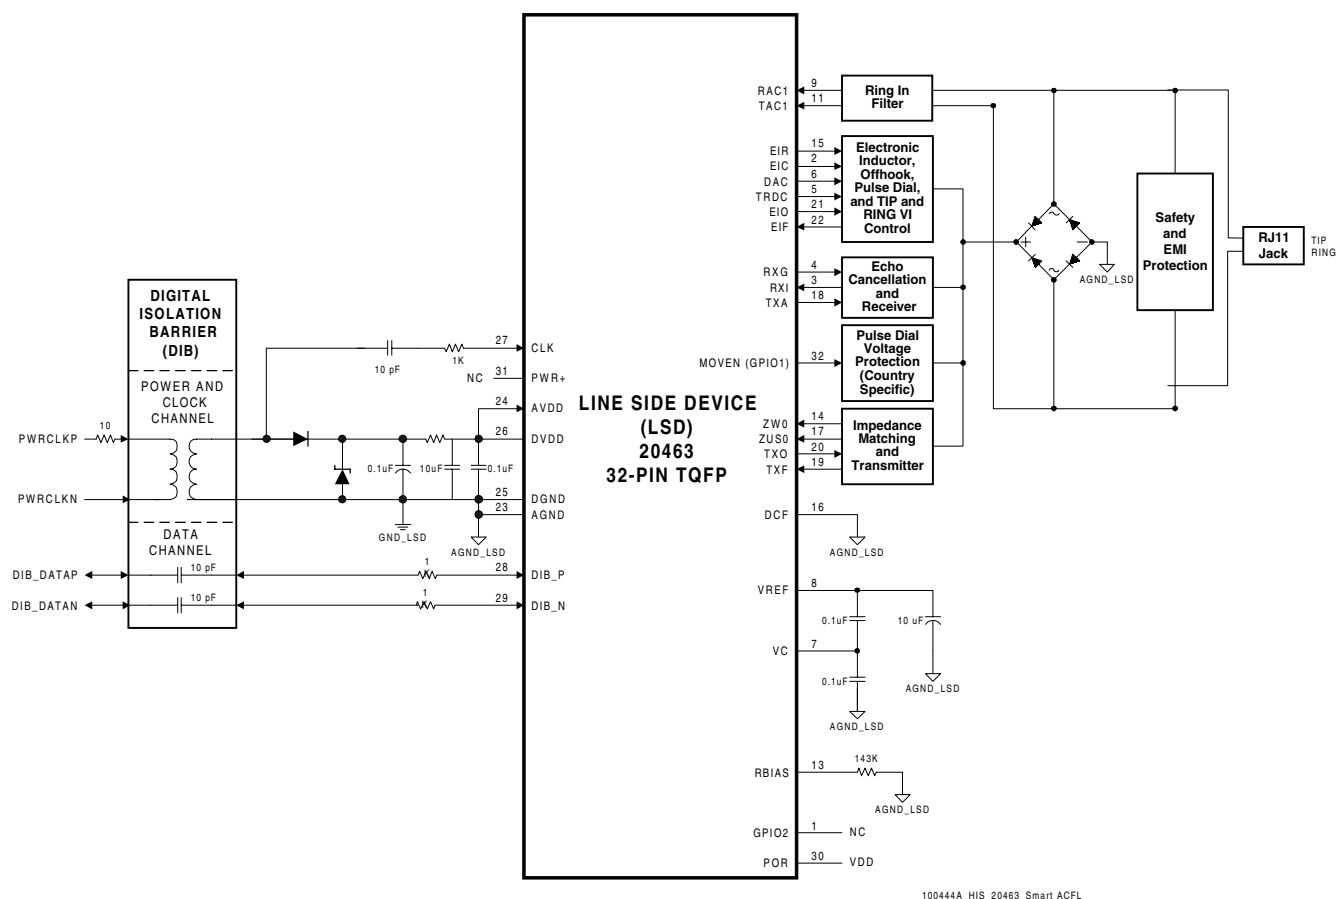 RAC1
9
TAC1
11
Ring In
Filter
EIR
15
EIC
2
DAC
6
TRDC
5
EIO
21
EIF
22
Electronic
Inductor,
Offhook,
Pulse Dial,
and TIP and
RING VI
Control
RXG
4
RXI
3
TXA
18
Echo
Cancellation
and
Receiver
MOVEN (GPIO1)
32
Pulse Dial
Voltage
Protection
(Country
Specific)
ZW0
14
ZUS0
17
TXO
20
TXF
19
Impedance
Matching
and
Transmitter
~
+
−
~
AGND_LSD
Safety
and
EMI
Protection
RJ11
Jack
TIP
RING
DIGITAL
ISOLATION
BARRIER
(DIB)
POWER AND
CLOCK
CHANNEL
DATA
CHANNEL
PWRCLKP
10
PWRCLKN
DIB_DATAP
10 pF
DIB_DATAN
10 pF
10 pF
1K
27
CLK
NC
31
PWR+
24
AVDD
26
DVDD
0.1uF
10uF
0.1uF
25
DGND
23
AGND
GND_LSD
AGND_LSD
1
28
DIB_P
1
29
DIB_N
LINE SIDE DEVICE
(LSD)
20463
32-PIN TQFP
DCF
16
AGND_LSD
VREF
8
0.1uF
10 uF
VC
7
0.1uF
AGND_LSD
AGND_LSD
RBIAS
13
143K
AGND_LSD
GPIO2
1
NC
POR
30
VDD
100444A HIS 20463 Smart ACFL